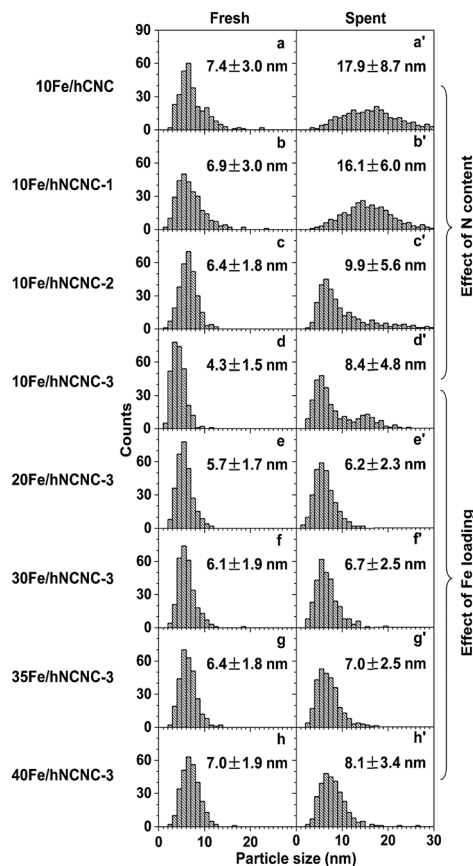 Fresh Spent
90 a a'
60 7.4±3.0 nm 17.9±8.7 nm
10Fe/hCNC
30
0
b b'
60 6.9±3.0 nm 16.1±6.0 nm
10Fe/hNCNC-1
30
0
c c'
60 6.4±1.8 nm 9.9±5.6 nm
10Fe/hNCNC-2
30
0
Effect of N content
d d'
60 4.3±1.5 nm 8.4±4.8 nm
10Fe/hNCNC-3
30
0
Counts
e e'
60 5.7±1.7 nm 6.2±2.3 nm
20Fe/hNCNC-3
30
0
f f'
60 6.1±1.9 nm 6.7±2.5 nm
30Fe/hNCNC-3
30
0
g g'
60 6.4±1.8 nm 7.0±2.5 nm
35Fe/hNCNC-3
30
0
h h'
60 7.0±1.9 nm 8.1±3.4 nm
40Fe/hNCNC-3
30
0
Effect of Fe loading
0 10 20 0 10 20 30
Particle size (nm)